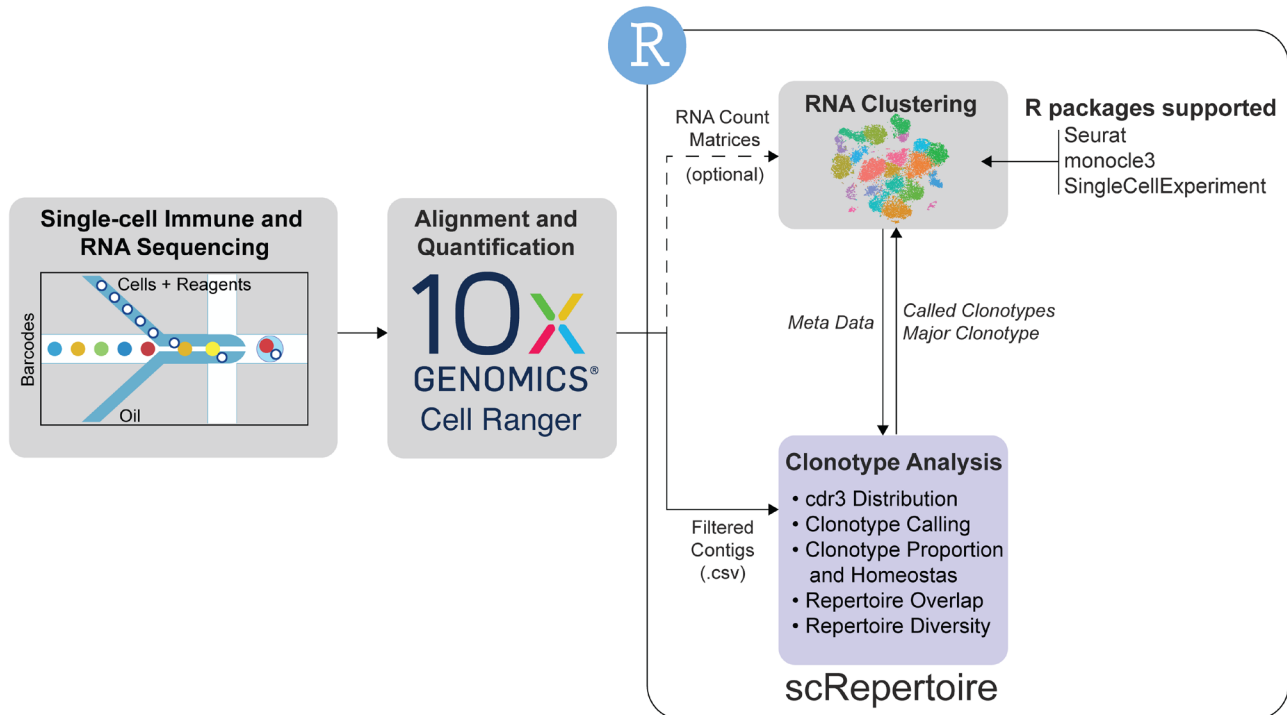 R
Single-cell Immune and
RNA Sequencing
Cells + Reagents
Barcodes
Oil
Alignment and
Quantification
10x
GENOMICS®
Cell Ranger
RNA Count
Matrices
(optional)
RNA Clustering
R packages supported
Seurat
monocle3
SingleCellExperiment
Meta Data
Called Clonotypes
Major Clonotype
Filtered
Contigs
(.csv)
Clonotype Analysis
• cdr3 Distribution
• Clonotype Calling
• Clonotype Proportion
and Homeostas
• Repertoire Overlap
• Repertoire Diversity
scRepertoire